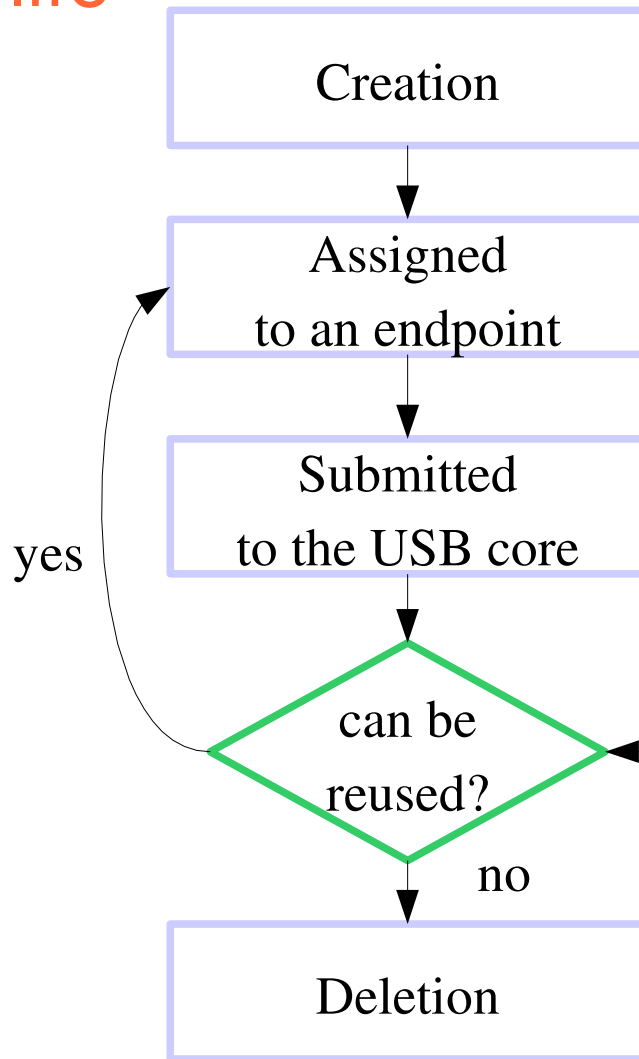 Creation
Assigned
to an endpoint
Submitted
to the USB core
yes
can be
reused?
no
Deletion